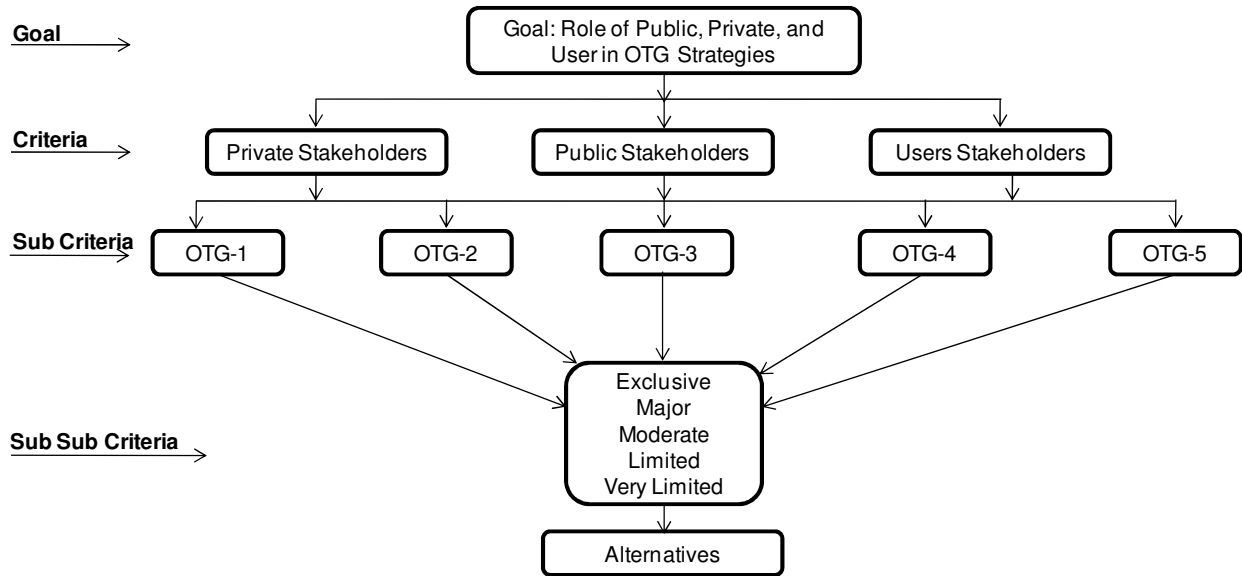 Goal
Goal: Role of Public, Private, and
User in OTG Strategies
Criteria
Private Stakeholders
Public Stakeholders
Users Stakeholders
Sub Criteria
OTG-1
OTG-2
OTG-3
OTG-4
OTG-5
Sub Sub Criteria
Exclusive
Major
Moderate
Limited
Very Limited
Alternatives